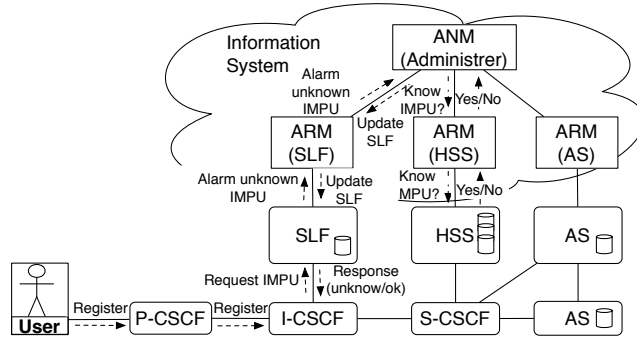 Information
System
ANM
(Administrer)
Alarm
unknown
IMPU
Know
IMPU?
Yes/No
Update
SLF
ARM
(SLF)
ARM
(HSS)
ARM
(AS)
Alarm unknown
IMPU
Update
SLF
Know
MPU?
Yes/No
SLF
HSS
AS
Request IMPU
Response
(unknow/ok)
User
Register
P-CSCF
Register
I-CSCF
S-CSCF
AS